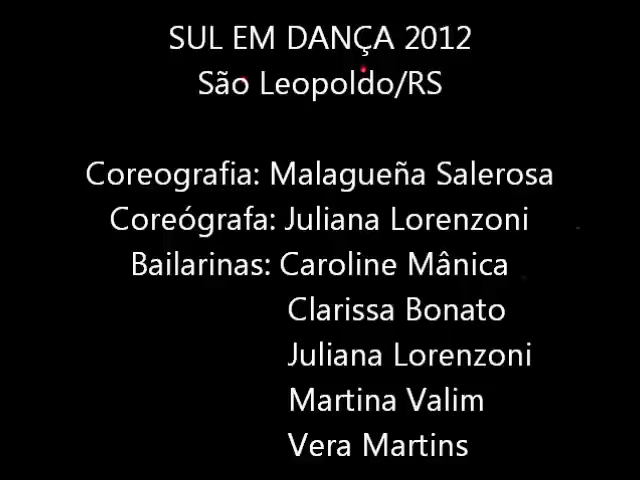 SUL EM DANÇA 2012
São Leopoldo/RS
Coreografia: Malagueña Salerosa
Coreógrafa: Juliana Lorenzoni
Bailarinas: Caroline Mânica
Clarissa Bonato
Juliana Lorenzoni
Martina Valim
Vera Martins